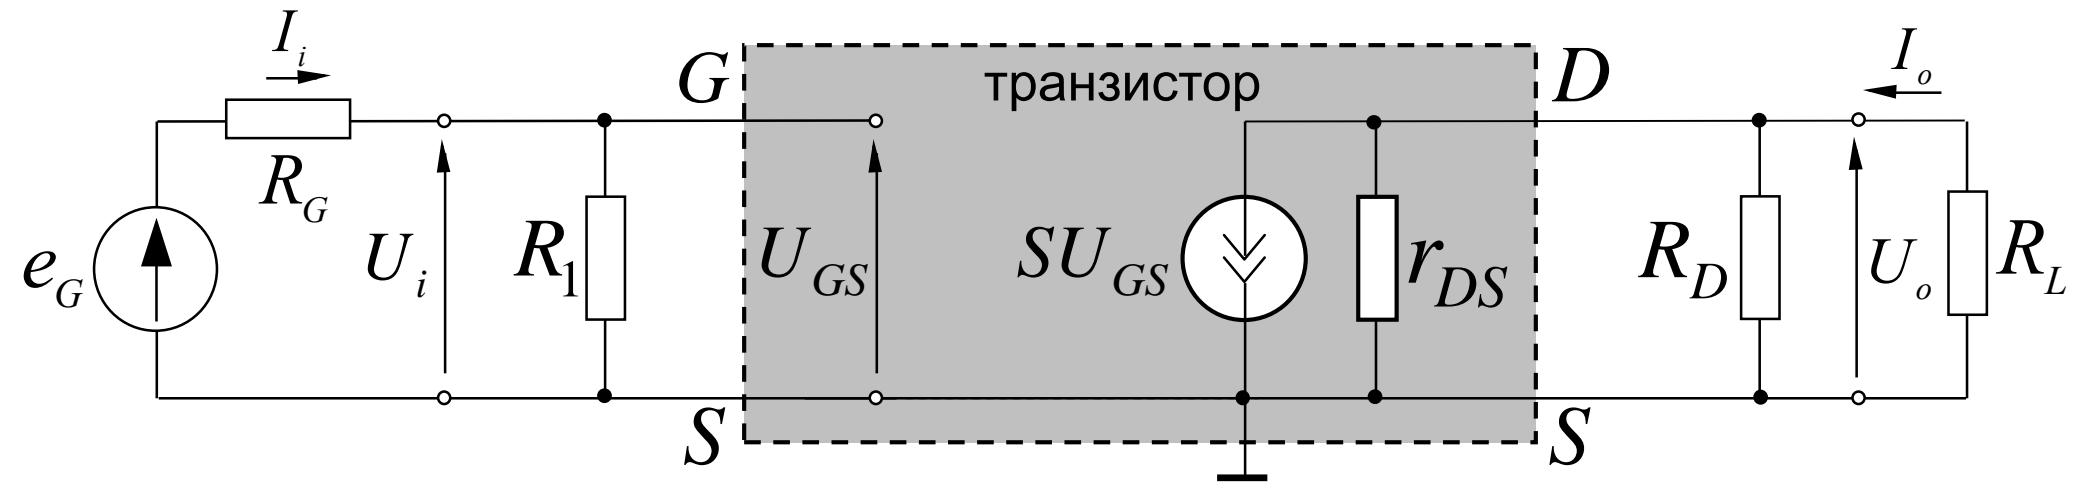 I_i
G
транзистор
D
I_o
R_G
e_G
U_i
R_1
U_GS
SU_GS
r_DS
R_D
U_o
R_L
S
S